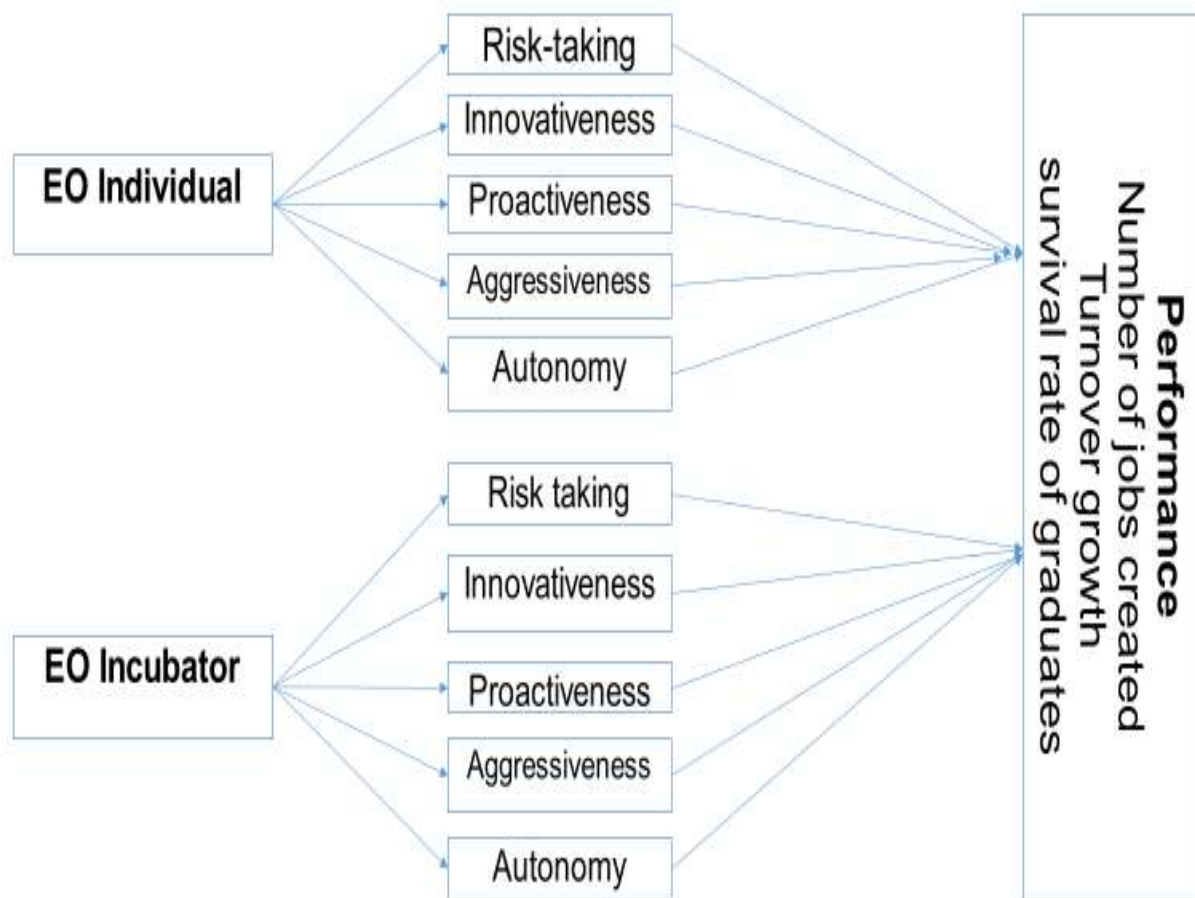 EO Individual
Risk-taking
Innovativeness
Proactiveness
Aggressiveness
Autonomy
EO Incubator
Risk taking
Innovativeness
Proactiveness
Aggressiveness
Autonomy
Performance
Number of jobs created
Turnover growth
survival rate of graduates